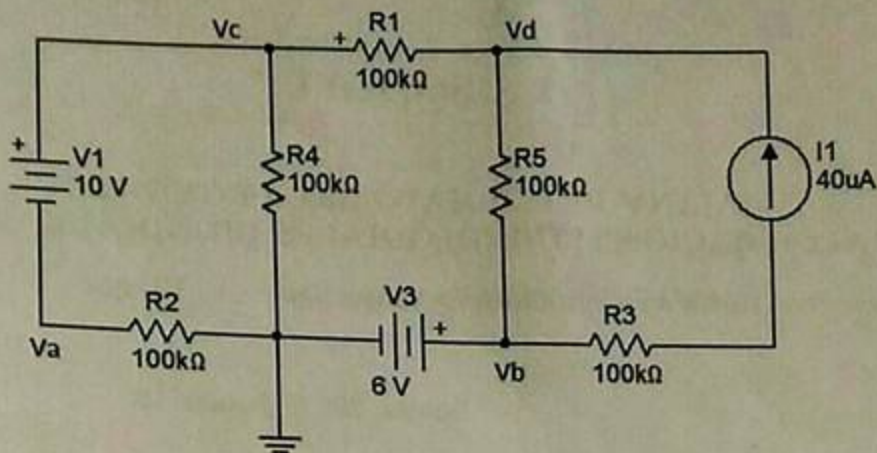 Vc
R1
+
100kΩ
Vd
+
V1
10 V
R4
100kΩ
R5
100kΩ
I1
40uA
R2
100kΩ
Va
V3
+
6 V
Vb
R3
100kΩ